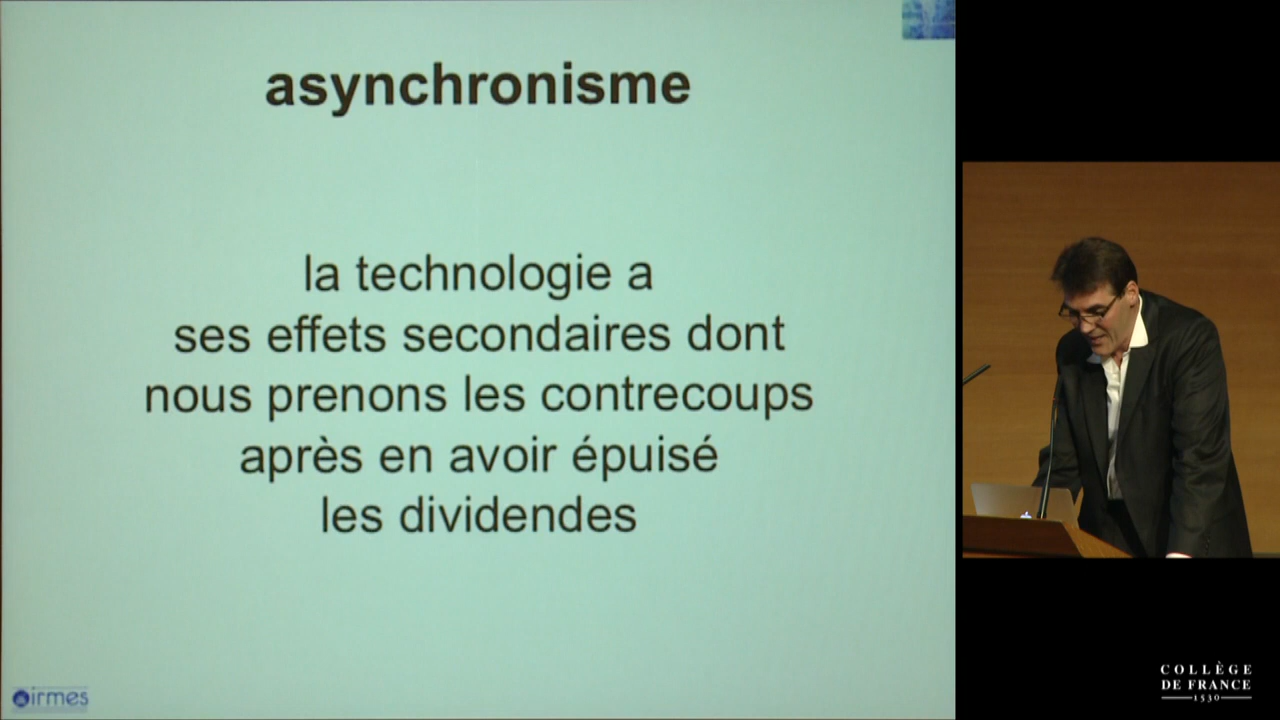 asynchronisme
la technologie a
ses effets secondaires dont
nous prenons les contrecoups
après en avoir épuisé
les dividendes
irmes
COLLÈGE
DE FRANCE
1530